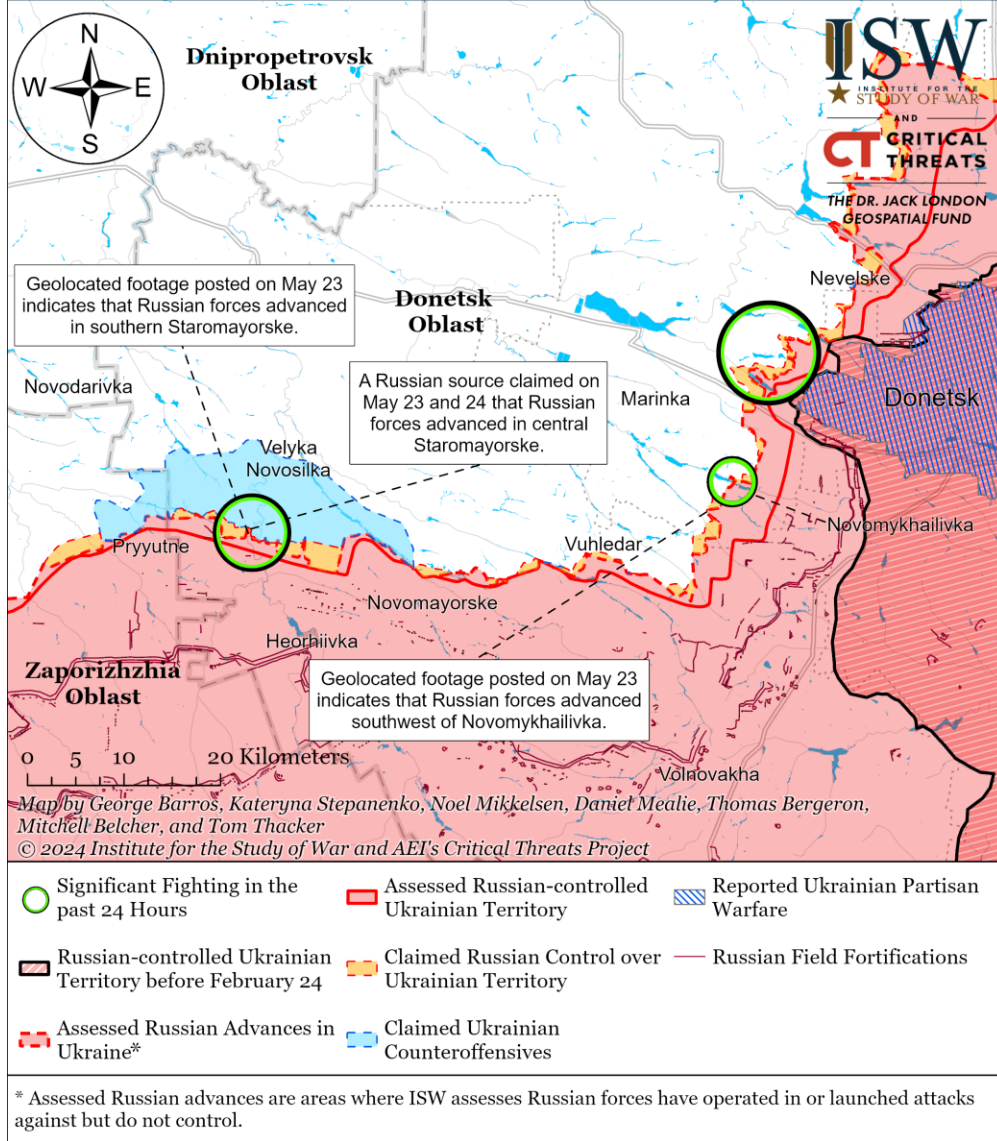 N
W
E
S
Dnipropetrovsk
Oblast
ISW
INSTITUTE FOR THE
STUDY OF WAR
AND
CT CRITICAL
THREATS
THE DR. JACK LONDON
GEOSPATIAL FUND
Geolocated footage posted on May 23
indicates that Russian forces advanced
in southern Staromayorske.
Nevelske
Donetsk
Oblast
A Russian source claimed on
May 23 and 24 that Russian
forces advanced in central
Staromayorske.
Novodarivka
Marinka
Donetsk
Velyka
Novosilka
Novomykhailivka
Pryyutne
Vuhledar
Novomayorske
Heorhiivka
Zaporizhzhia
Oblast
Geolocated footage posted on May 23
indicates that Russian forces advanced
southwest of Novomykhailivka.
0 5 10 20 Kilometers
Volnovakha
Map by George Barros, Kateryna Stepanenko, Noel Mikkelsen, Daniel Mealie, Thomas Bergeron,
Mitchell Belcher, and Tom Thacker
© 2024 Institute for the Study of War and AEI's Critical Threats Project
Significant Fighting in the
past 24 Hours
Assessed Russian-controlled
Ukrainian Territory
Reported Ukrainian Partisan
Warfare
Russian-controlled Ukrainian
Territory before February 24
Claimed Russian Control over
Ukrainian Territory
Russian Field Fortifications
Assessed Russian Advances in
Ukraine*
Claimed Ukrainian
Counteroffensives
* Assessed Russian advances are areas where ISW assesses Russian forces have operated in or launched attacks
against but do not control.